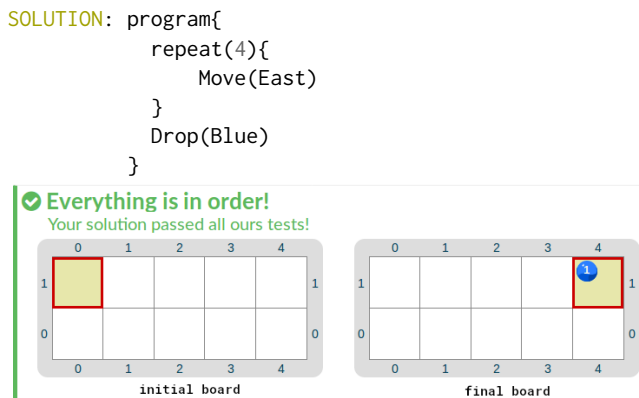 SOLUTION: program{
repeat(4){
Move(East)
}
Drop(Blue)
}
Everything is in order!
Your solution passed all ours tests!
0 1 2 3 4 0 1 2 3 4
1 1 1 1 1
0 0 0 0
0 1 2 3 4 0 1 2 3 4
initial board final board